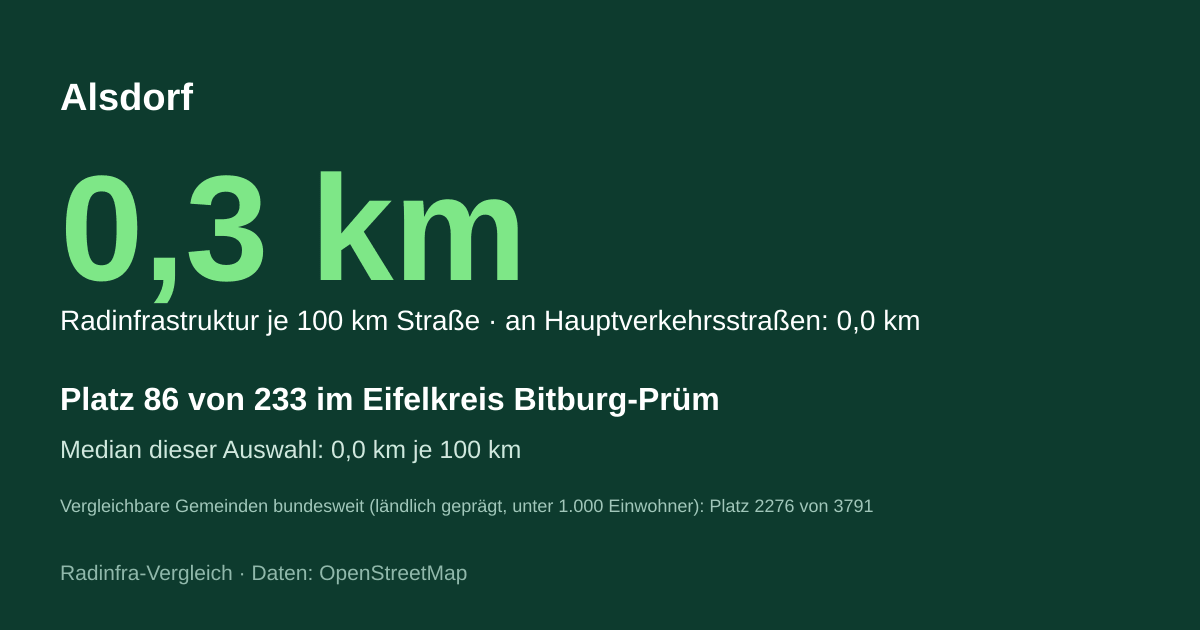 Alsdorf
0,3 km
Radinfrastruktur je 100 km Straße · an Hauptverkehrsstraßen: 0,0 km
Platz 86 von 233 im Eifelkreis Bitburg-Prüm
Median dieser Auswahl: 0,0 km je 100 km
Vergleichbare Gemeinden bundesweit (ländlich geprägt, unter 1.000 Einwohner): Platz 2276 von 3791
Radinfra-Vergleich · Daten: OpenStreetMap